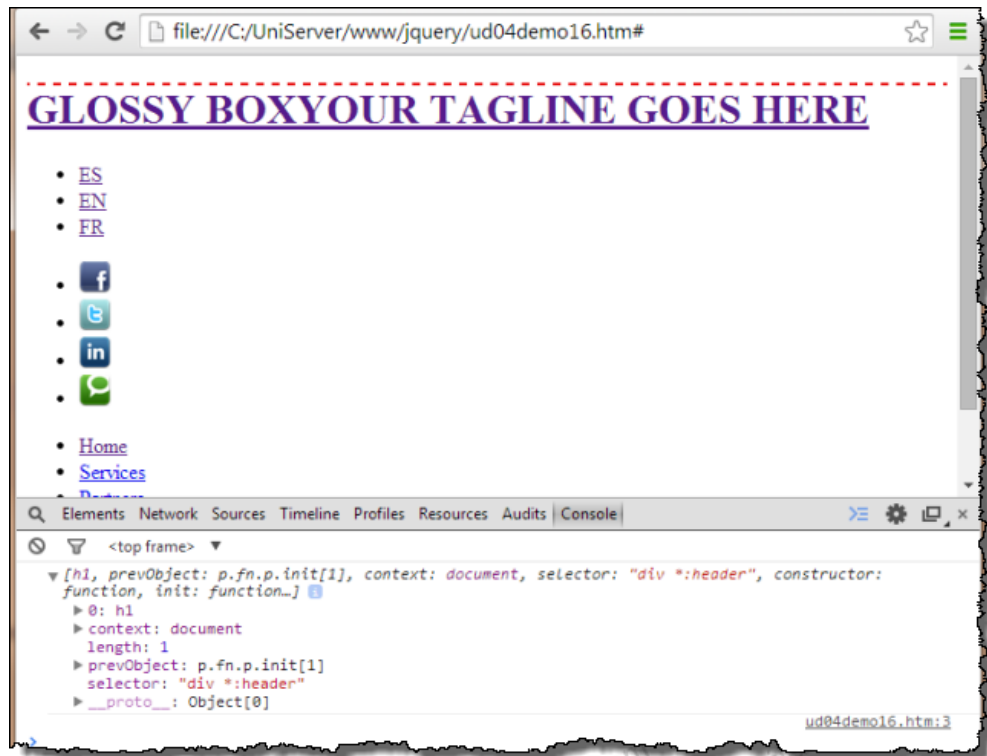 file:///C:/UniServer/www/jquery/ud04demo16.htm#
GLOSSY BOXYOUR TAGLINE GOES HERE
ES
EN
FR
f
t
in
Home
Services
Partners
Elements Network Sources Timeline Profiles Resources Audits Console
<top frame>
[h1, prevObject: p.fn.p.init[1], context: document, selector: "div *:header", constructor:
function, init: function…]
0: h1
context: document
length: 1
prevObject: p.fn.p.init[1]
selector: "div *:header"
__proto__: Object[0]
ud04demo16.htm:3